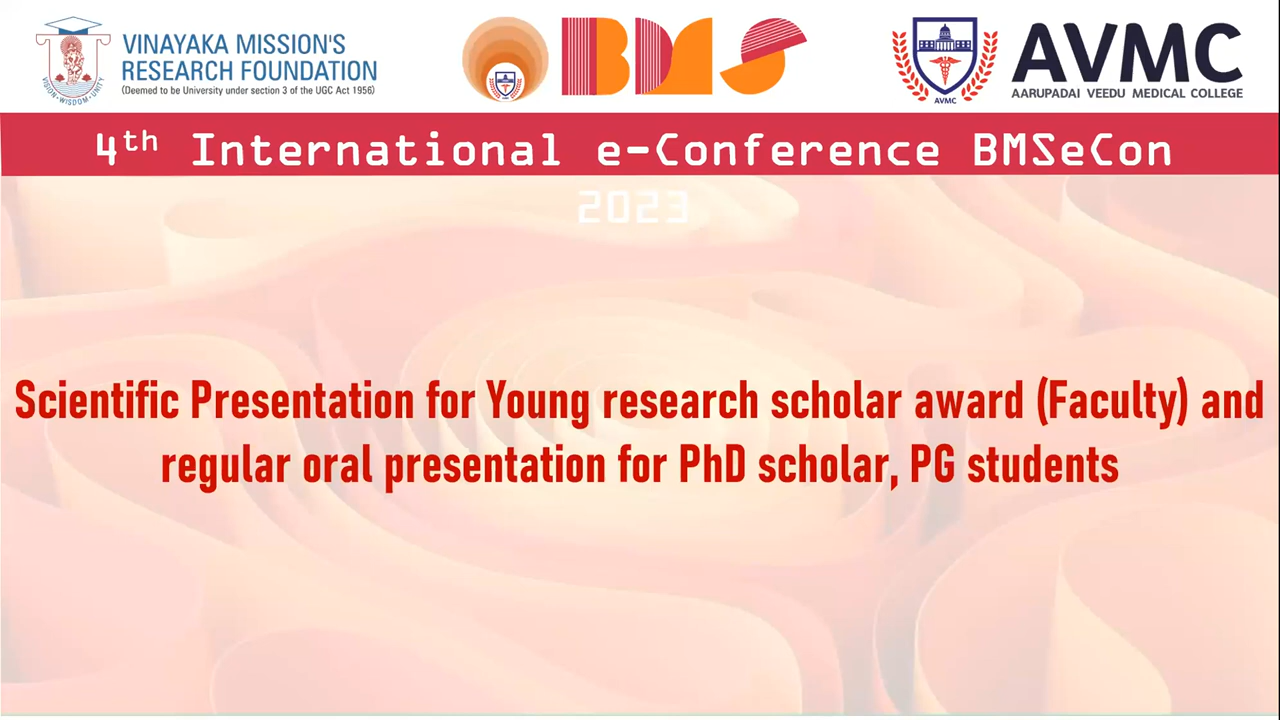 VINAYAKA MISSION'S
RESEARCH FOUNDATION
(Deemed to be University under section 3 of the UGC Act 1956)
VISION • WISDOM • UNITY
AVMC
BMS
AVMC
AVMC
AARUPADAI VEEDU MEDICAL COLLEGE
4th International e-Conference BMSeCon
2023
Scientific Presentation for Young research scholar award (Faculty) and
regular oral presentation for PhD scholar, PG students